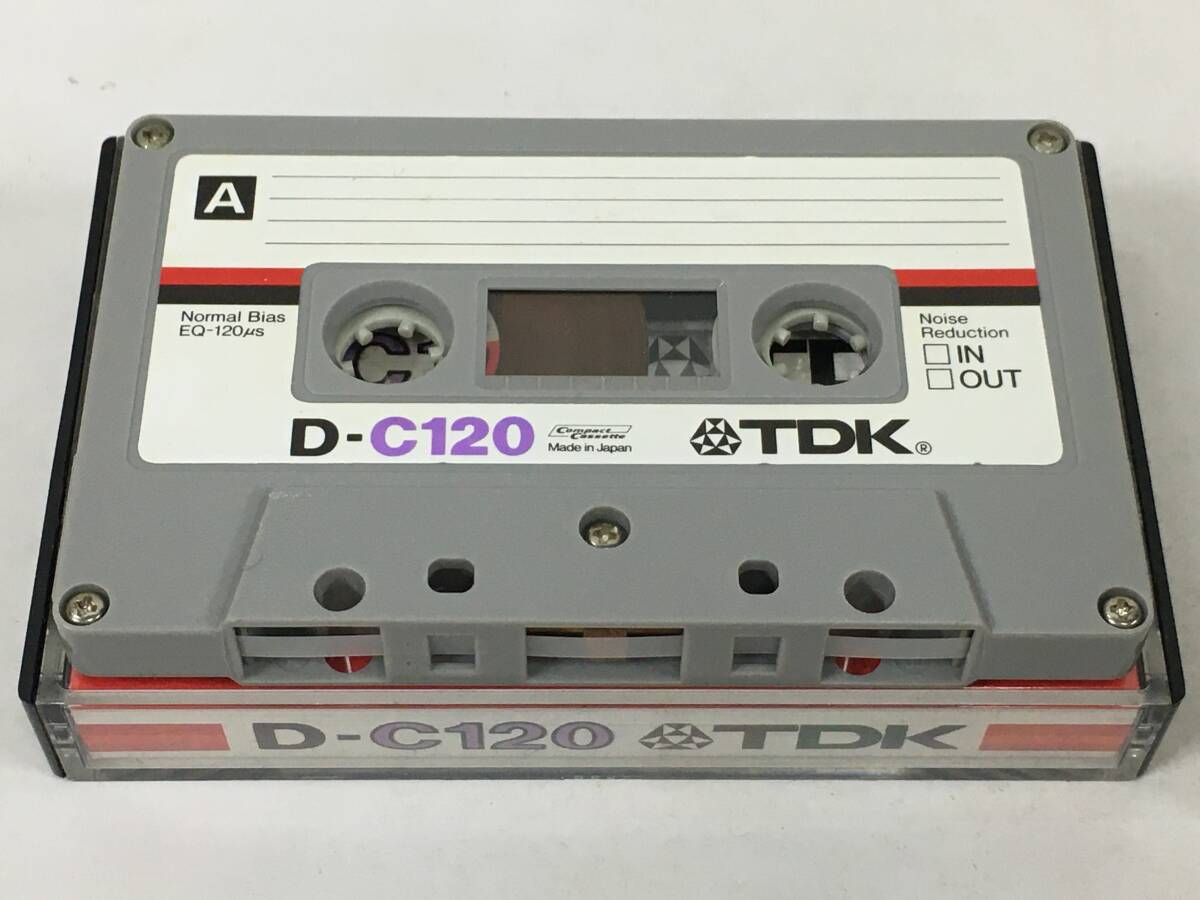 A
Normal Bias
EQ-120µs
Noise
Reduction
IN
OUT
D-C120
Compact
Cassette
Made in Japan
TDK®
D-C120 TDK